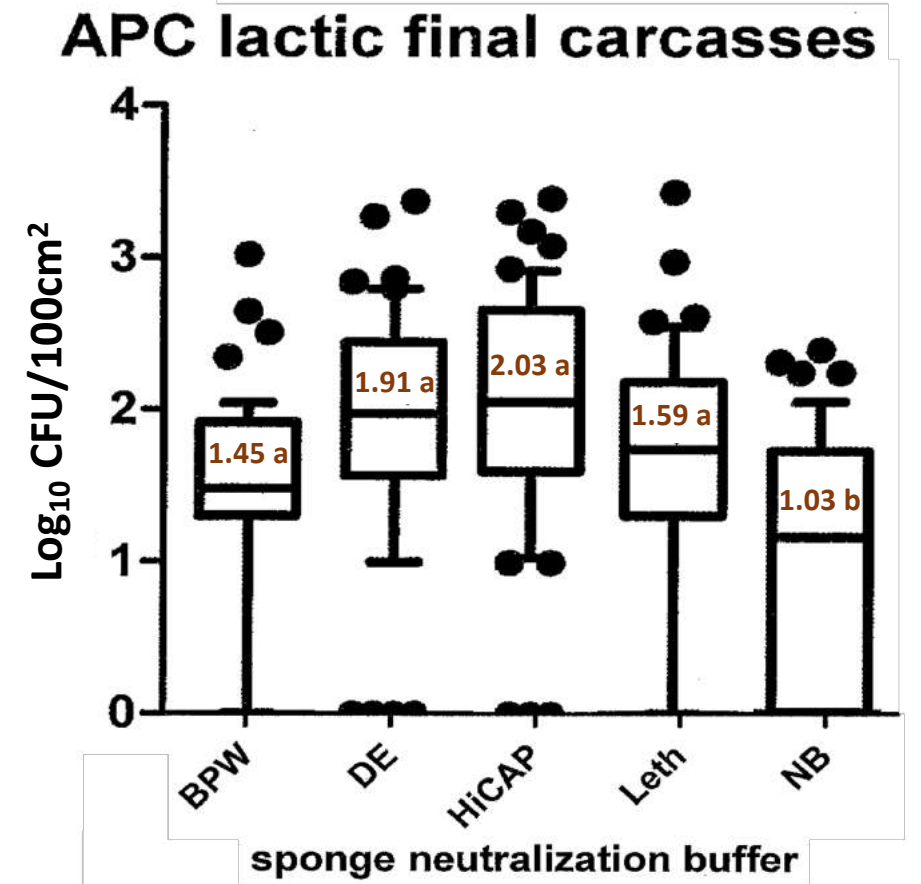 APC lactic final carcasses
Log₁₀ CFU/100cm²
4
3
2
1
0
1.45 a
1.91 a
2.03 a
1.59 a
1.03 b
BPW
DE
HiCAP
Leth
NB
sponge neutralization buffer